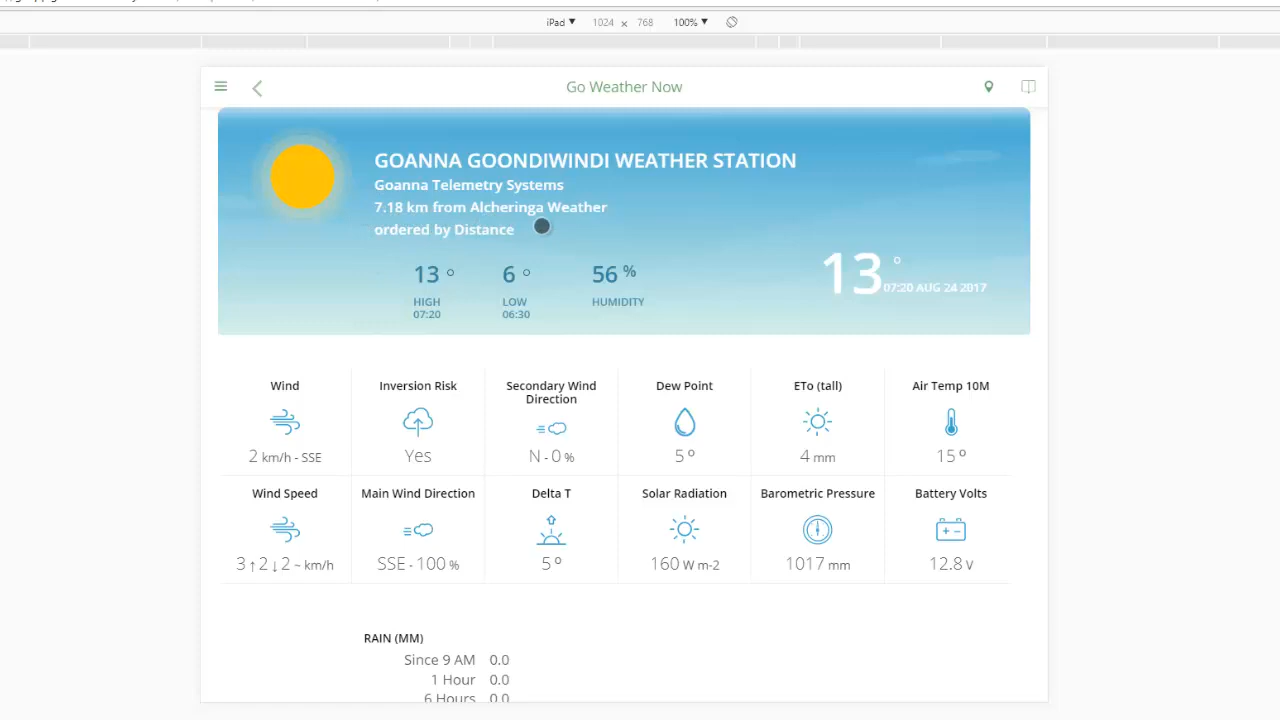 iPad ▼ 1024 × 768 100% ▼
Go Weather Now
GOANNA GOONDIWINDI WEATHER STATION
Goanna Telemetry Systems
7.18 km from Alcheringa Weather
ordered by Distance
13 °
HIGH
07:20
6 °
LOW
06:30
56 %
HUMIDITY
13 °
07:20 AUG 24 2017
Wind
2 km/h - SSE
Inversion Risk
Yes
Secondary Wind
Direction
N - 0 %
Dew Point
5 º
ETo (tall)
4 mm
Air Temp 10M
15 º
Wind Speed
3 ↑ 2 ↓ 2 ~ km/h
Main Wind Direction
SSE - 100 %
Delta T
5 º
Solar Radiation
160 W m-2
Barometric Pressure
1017 mm
Battery Volts
12.8 V
RAIN (MM)
Since 9 AM 0.0
1 Hour 0.0
6 Hours 0.0